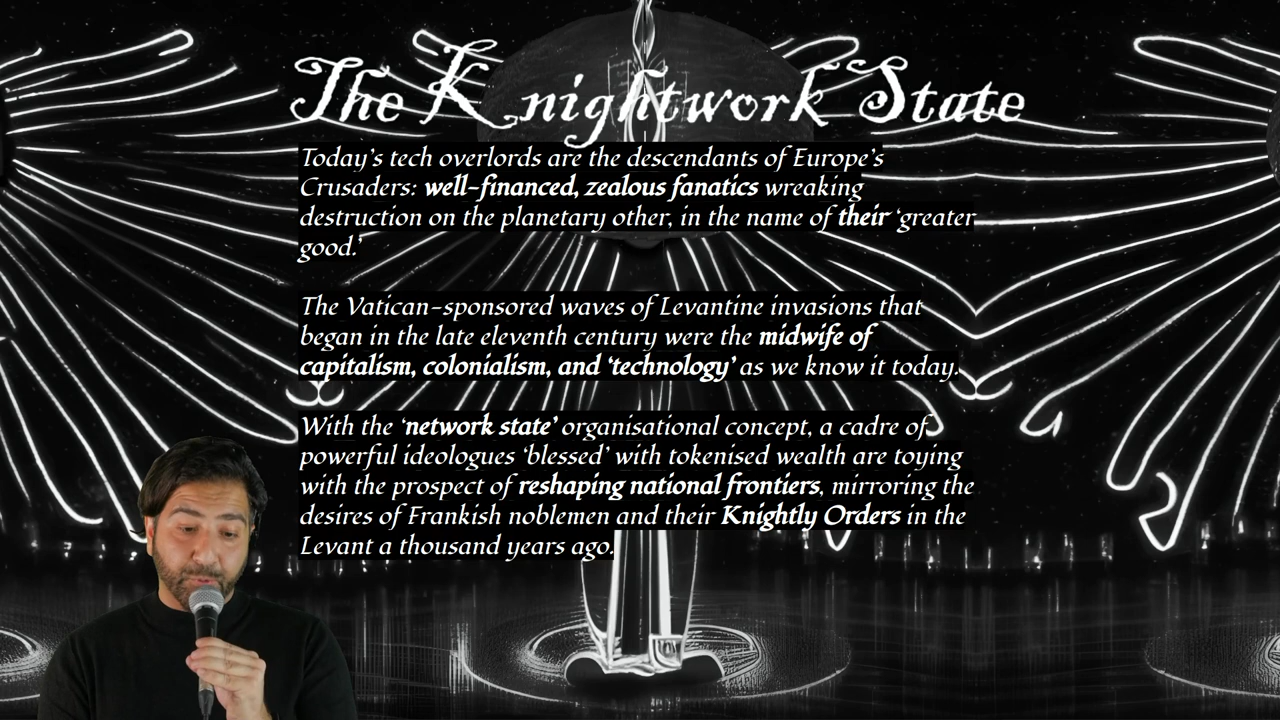 The Knightwork State
Today's tech overlords are the descendants of Europe's
Crusaders: well-financed, zealous fanatics wreaking
destruction on the planetary other, in the name of their 'greater
good.'
The Vatican-sponsored waves of Levantine invasions that
began in the late eleventh century were the midwife of
capitalism, colonialism, and 'technology' as we know it today.
With the 'network state' organisational concept, a cadre of
powerful ideologues 'blessed' with tokenised wealth are toying
with the prospect of reshaping national frontiers, mirroring the
desires of Frankish noblemen and their Knightly Orders in the
Levant a thousand years ago.